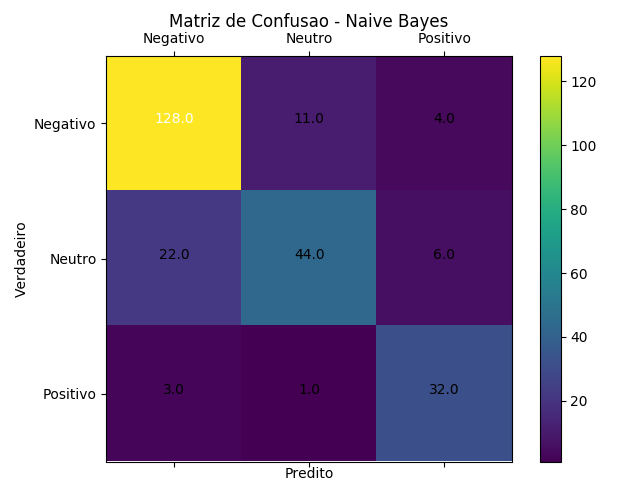 Matriz de Confusao - Naive Bayes
Negativo Neutro Positivo
Negativo 128.0 11.0 4.0
Neutro 22.0 44.0 6.0
Positivo 3.0 1.0 32.0
Verdadeiro
Predito
120
100
80
60
40
20